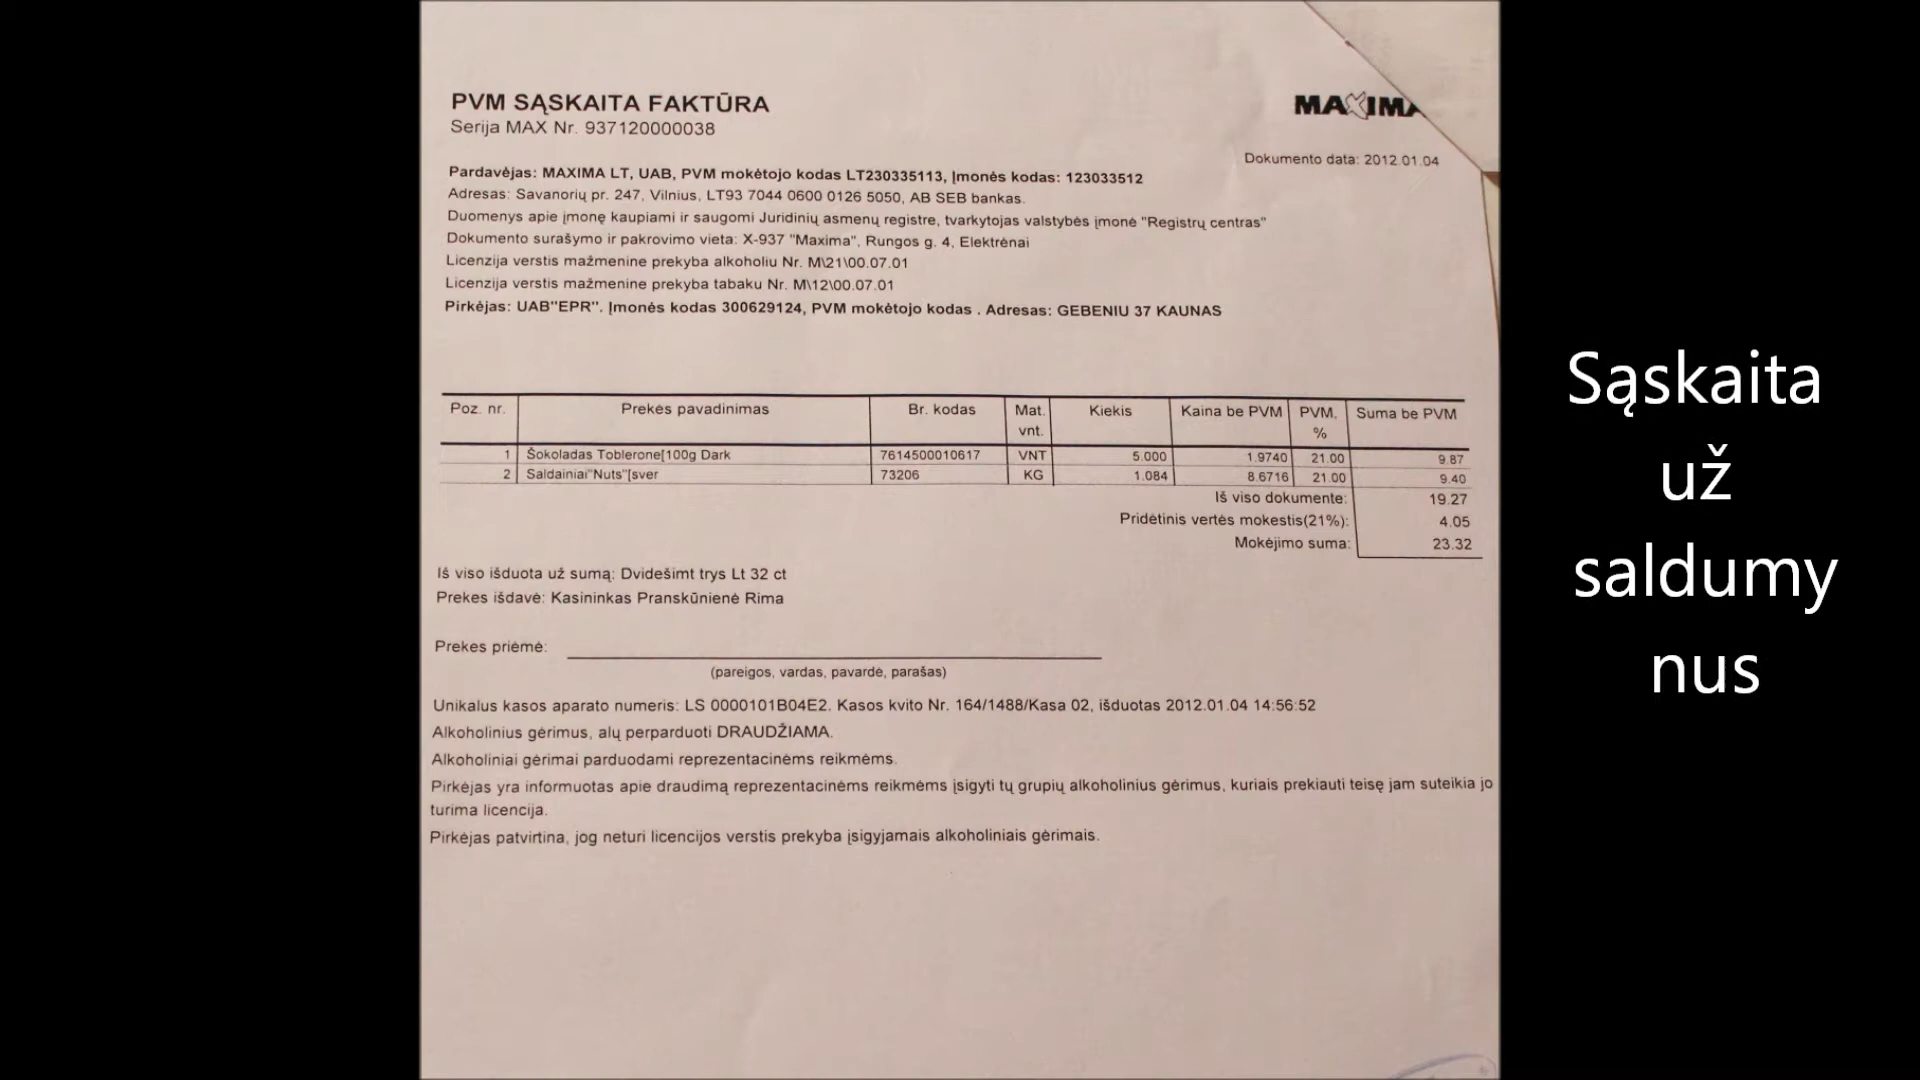 PVM SĄSKAITA FAKTŪRA
MAXIMA
Serija MAX Nr. 937120000038
Dokumento data: 2012.01.04
Pardavėjas: MAXIMA LT, UAB, PVM mokėtojo kodas LT230335113, Įmonės kodas: 123033512
Adresas: Savanorių pr. 247, Vilnius, LT93 7044 0600 0126 5050, AB SEB bankas.
Duomenys apie įmonę kaupiami ir saugomi Juridinių asmenų registre, tvarkytojas valstybės įmonė "Registrų centras"
Dokumento surašymo ir pakrovimo vieta: X-937 "Maxima", Rungos g. 4, Elektrėnai
Licenzija verstis mažmenine prekyba alkoholiu Nr. M\21\00.07.01
Licenzija verstis mažmenine prekyba tabaku Nr. M\12\00.07.01
Pirkėjas: UAB"EPR". Įmonės kodas 300629124, PVM mokėtojo kodas . Adresas: GEBENIU 37 KAUNAS
Poz. nr. Prekės pavadinimas Br. kodas Mat. vnt. Kiekis Kaina be PVM PVM. % Suma be PVM
1 Šokoladas Toblerone[100g Dark 7614500010617 VNT 5.000 1.9740 21.00 9.87
2 Saldainiai"Nuts"[sver 73206 KG 1.084 8.6716 21.00 9.40
Iš viso dokumente: 19.27
Pridėtinis vertės mokestis(21%): 4.05
Mokėjimo suma: 23.32
Iš viso išduota už sumą: Dvidešimt trys Lt 32 ct
Prekes išdavė: Kasininkas Pranskūnienė Rima
Prekes priėmė:
(pareigos, vardas, pavardė, parašas)
Unikalus kasos aparato numeris: LS 0000101B04E2. Kasos kvito Nr. 164/1488/Kasa 02, išduotas 2012.01.04 14:56:52
Alkoholinius gėrimus, alų perparduoti DRAUDŽIAMA.
Alkoholiniai gėrimai parduodami reprezentacinėms reikmėms.
Pirkėjas yra informuotas apie draudimą reprezentacinėms reikmėms įsigyti tų grupių alkoholinius gėrimus, kuriais prekiauti teisę jam suteikia jo
turima licencija.
Pirkėjas patvirtina, jog neturi licencijos verstis prekyba įsigyjamais alkoholiniais gėrimais.
Sąskaita
už
saldumy
nus